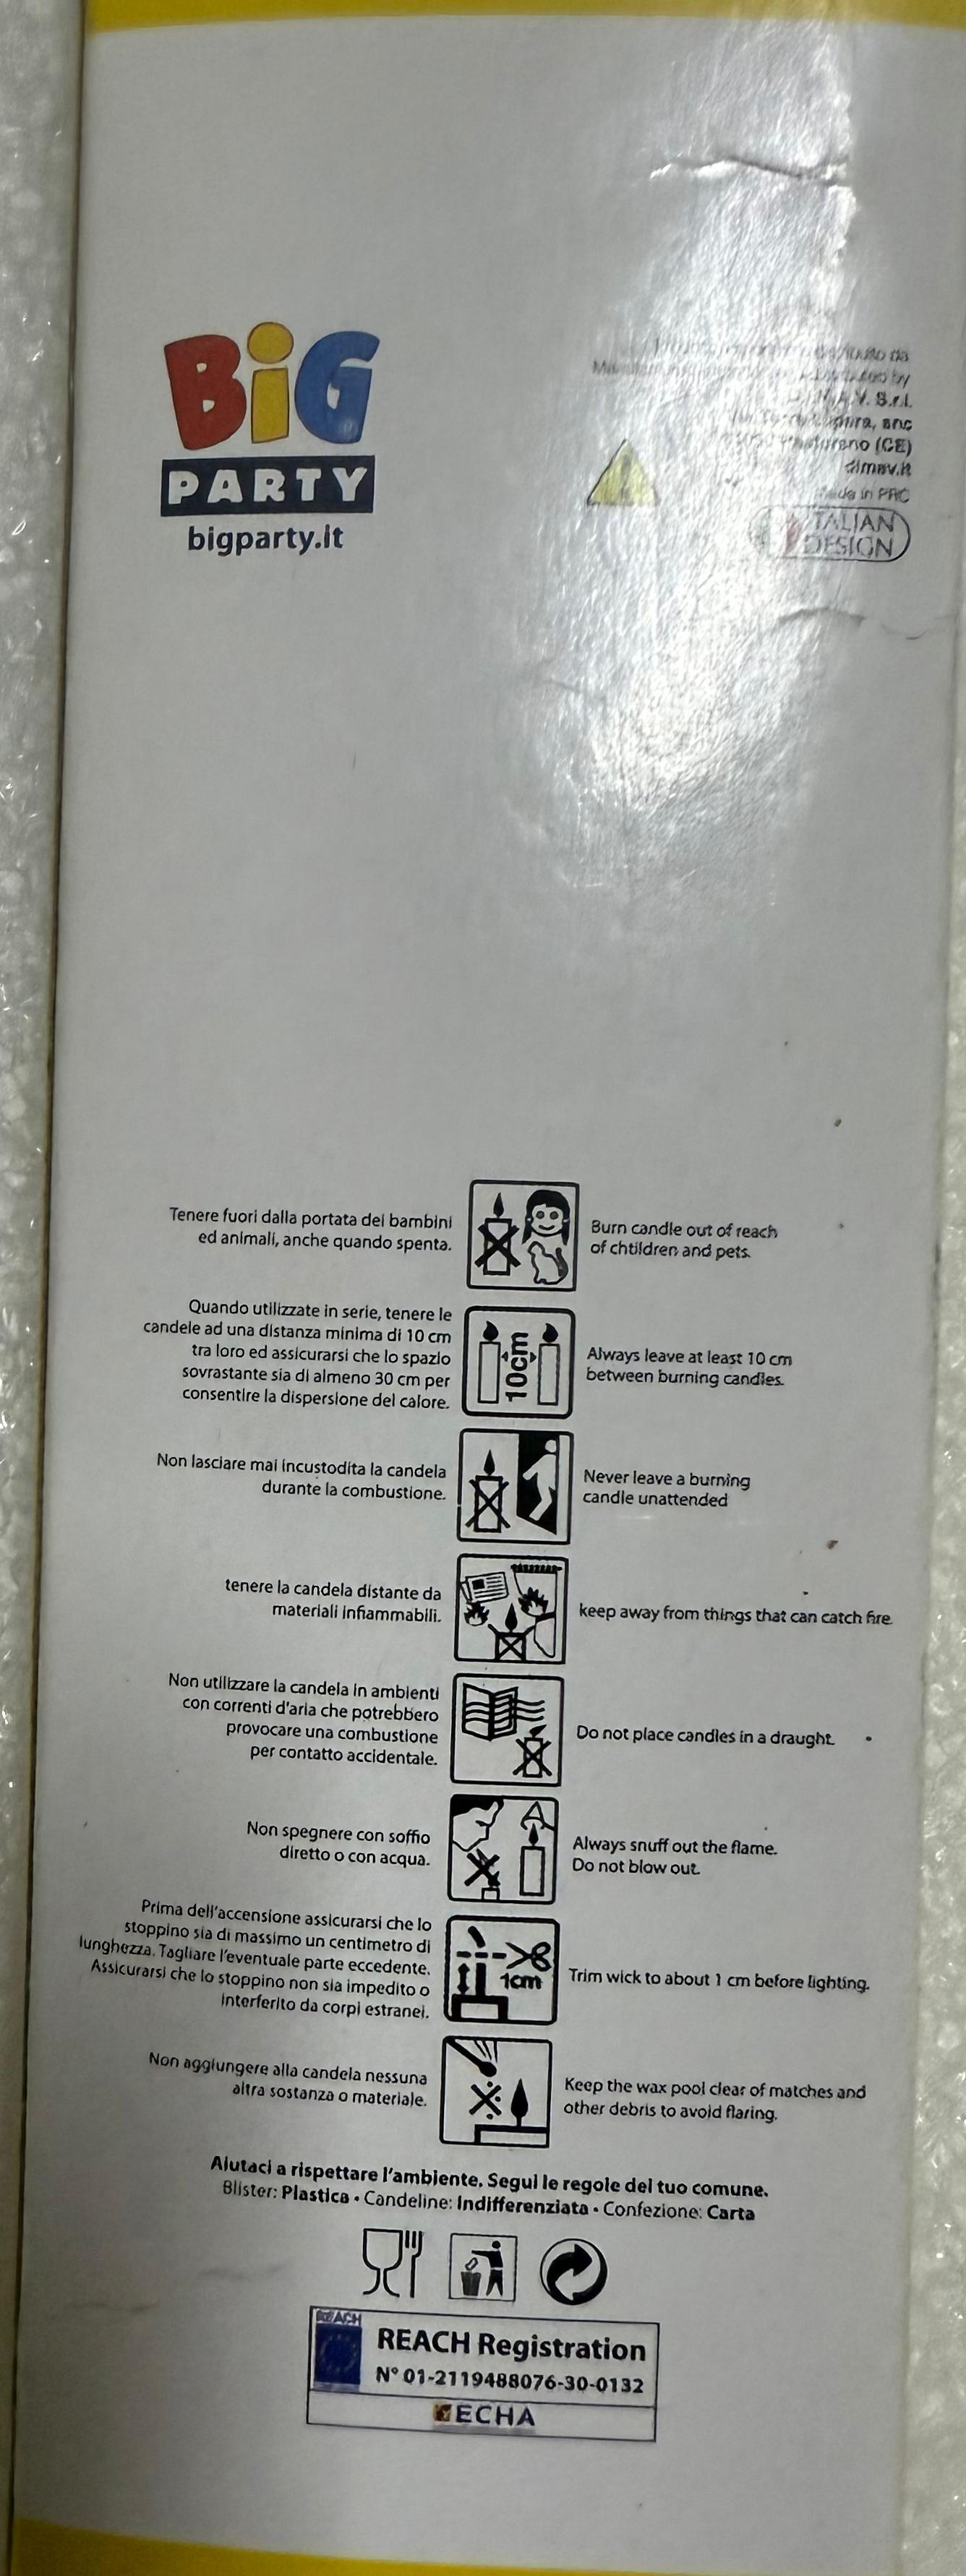 BiG
PARTY
bigparty.it
S.r.l.
(CE)
dimav.it
in PRC
ITALIAN
DESIGN
Tenere fuori dalla portata dei bambini
ed animali, anche quando spenta.
Burn candle out of reach
of chtildren and pets.
Quando utilizzate in serie, tenere le
candele ad una distanza minima di 10 cm
tra loro ed assicurarsi che lo spazio
sovrastante sia di almeno 30 cm per
consentire la dispersione del calore.
10cm
Always leave at least 10 cm
between burning candles.
Non lasciare mai incustodita la candela
durante la combustione.
Never leave a burning
candle unattended
tenere la candela distante da
materiali infiammabili.
keep away from things that can catch fire.
Non utilizzare la candela in ambienti
con correnti d'aria che potrebbero
provocare una combustione
per contatto accidentale.
Do not place candles in a draught.
Non spegnere con soffio
diretto o con acqua.
Always snuff out the flame.
Do not blow out.
Prima dell'accensione assicurarsi che lo
stoppino sia di massimo un centimetro di
lunghezza. Tagliare l'eventuale parte eccedente.
Assicurarsi che lo stoppino non sia impedito o
interferito da corpi estranei.
1cm
Trim wick to about 1 cm before lighting.
Non aggiungere alla candela nessuna
altra sostanza o materiale.
Keep the wax pool clear of matches and
other debris to avoid flaring.
Aiutaci a rispettare l'ambiente. Segui le regole del tuo comune.
Blister: Plastica • Candeline: Indifferenziata • Confezione: Carta
REACH
REACH Registration
N° 01-2119488076-30-0132
ECHA